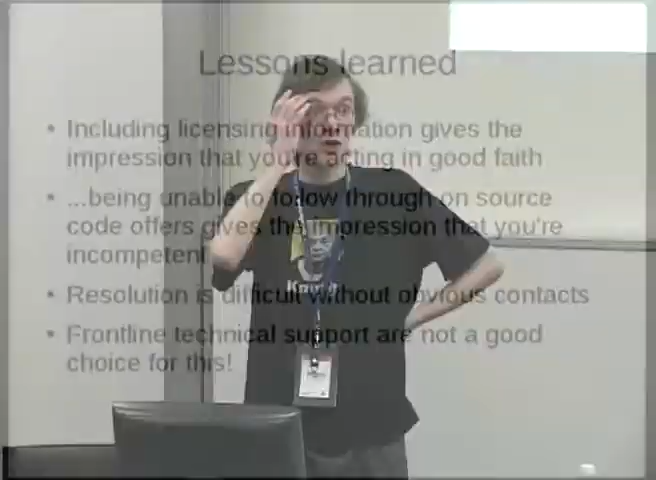 Lessons learned
• Including licensing information gives the
impression that you're acting in good faith
• ...being unable to follow through on source
code offers gives the impression that you're
incompetent
• Resolution is difficult without obvious contacts
• Frontline technical support are not a good
choice for this!